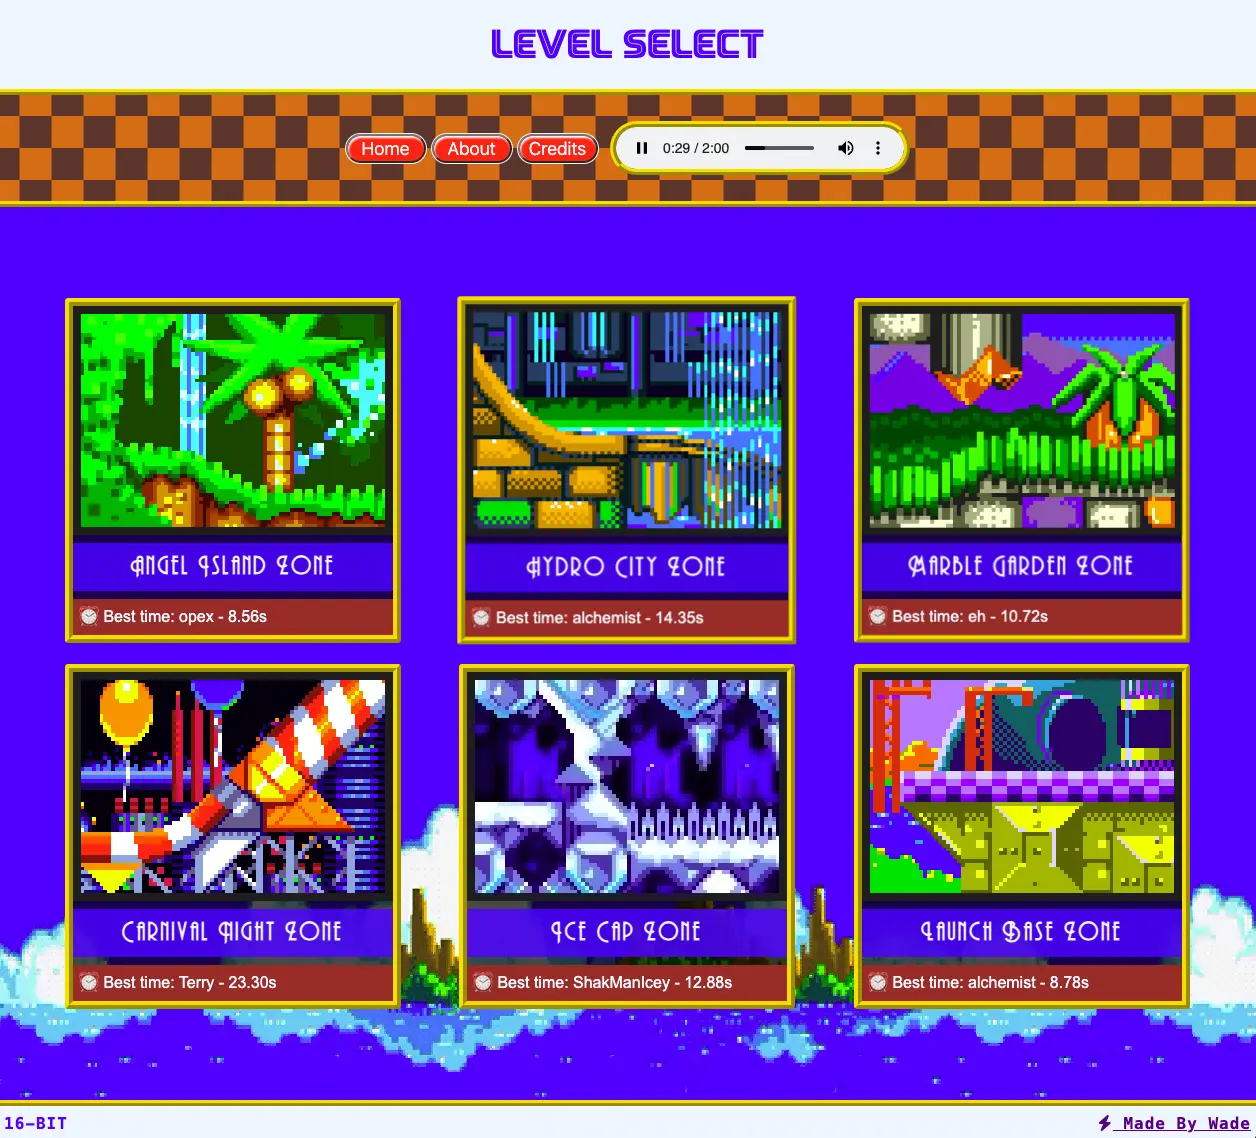 LEVEL SELECT
Home About Credits 0:29 / 2:00
Angel Island Zone
Best time: opex - 8.56s
Hydro City Zone
Best time: alchemist - 14.35s
Marble Garden Zone
Best time: eh - 10.72s
Carnival Night Zone
Best time: Terry - 23.30s
Ice Cap Zone
Best time: ShakManIcey - 12.88s
Launch Base Zone
Best time: alchemist - 8.78s
16-BIT
Made By Wade